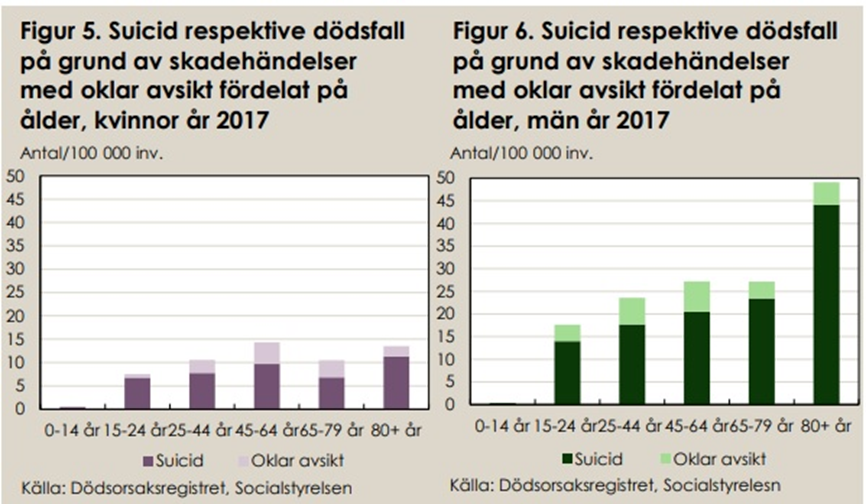 Figur 5. Suicid respektive dödsfall
på grund av skadehändelser
med oklar avsikt fördelat på
ålder, kvinnor år 2017
Antal/100 000 inv.
50
45
40
35
30
25
20
15
10
5
0
0-14 år 15-24 år 25-44 år 45-64 år 65-79 år 80+ år
Suicid Oklar avsikt
Källa: Dödsorsaksregistret, Socialstyrelsen
Figur 6. Suicid respektive dödsfall
på grund av skadehändelser
med oklar avsikt fördelat på
ålder, män år 2017
Antal/100 000 inv.
50
45
40
35
30
25
20
15
10
5
0
0-14 år 15-24 år 25-44 år 45-64 år 65-79 år 80+ år
Suicid Oklar avsikt
Källa: Dödsorsaksregistret, Socialstyrelesn